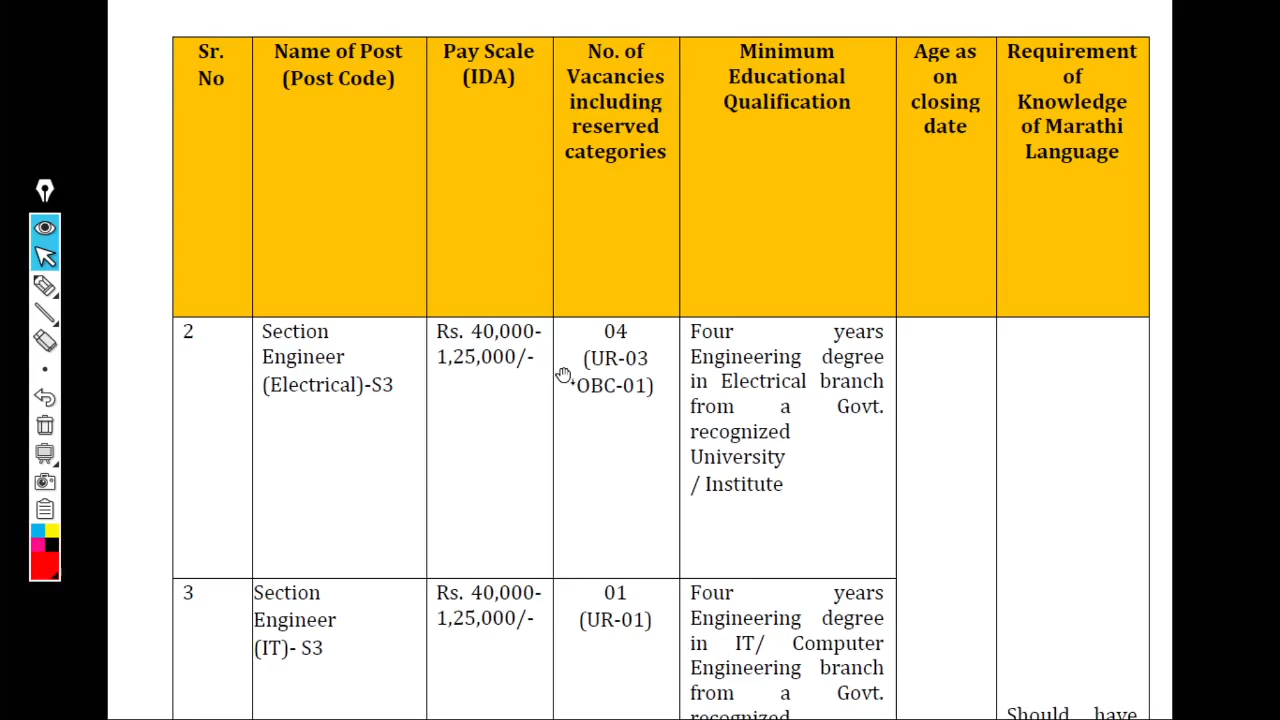 Sr.
No
Name of Post
(Post Code)
Pay Scale
(IDA)
No. of
Vacancies
including
reserved
categories
Minimum
Educational
Qualification
Age as
on
closing
date
Requirement
of
Knowledge
of Marathi
Language
2
Section
Engineer
(Electrical)-S3
Rs. 40,000-
1,25,000/-
04
(UR-03
OBC-01)
Four years
Engineering degree
in Electrical branch
from a Govt.
recognized
University
/ Institute
3
Section
Engineer
(IT)- S3
Rs. 40,000-
1,25,000/-
01
(UR-01)
Four years
Engineering degree
in IT/ Computer
Engineering branch
from a Govt.
recognized
Should have